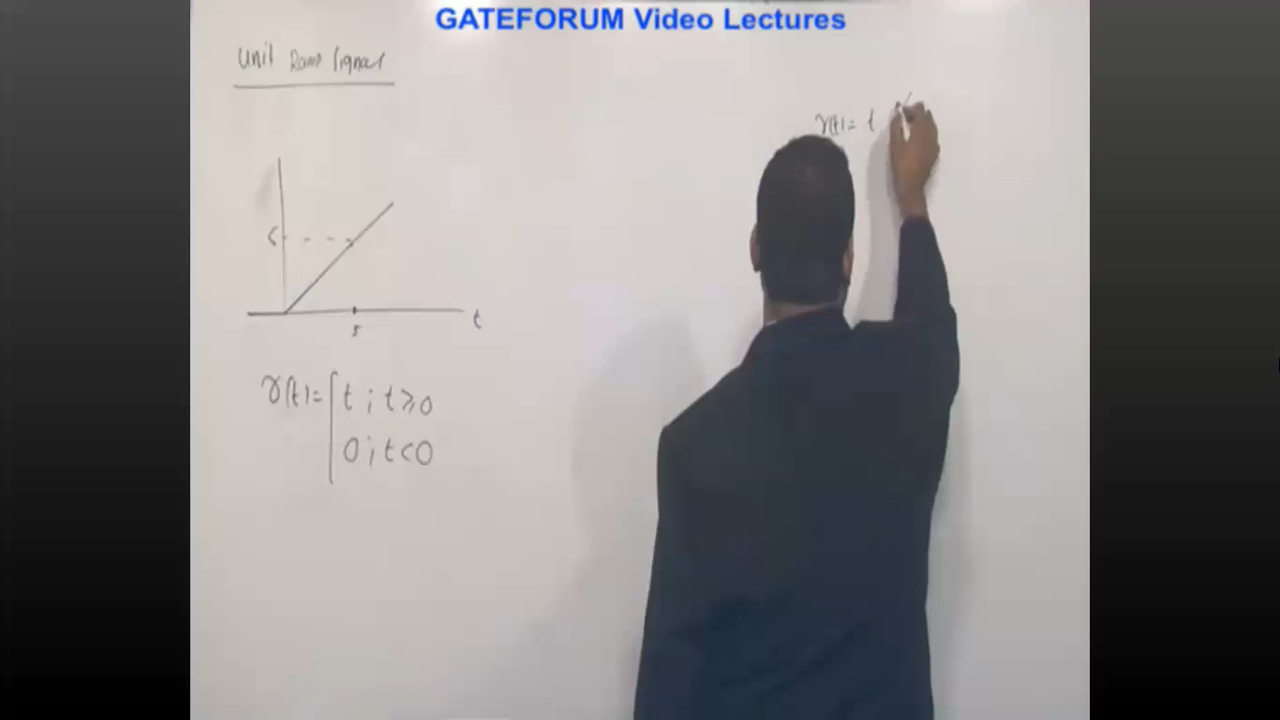 GATEFORUM Video Lectures
Unit Ramp Signal
r(t) = t
5
t
5
r(t) = t ; t ≥ 0
0 ; t < 0